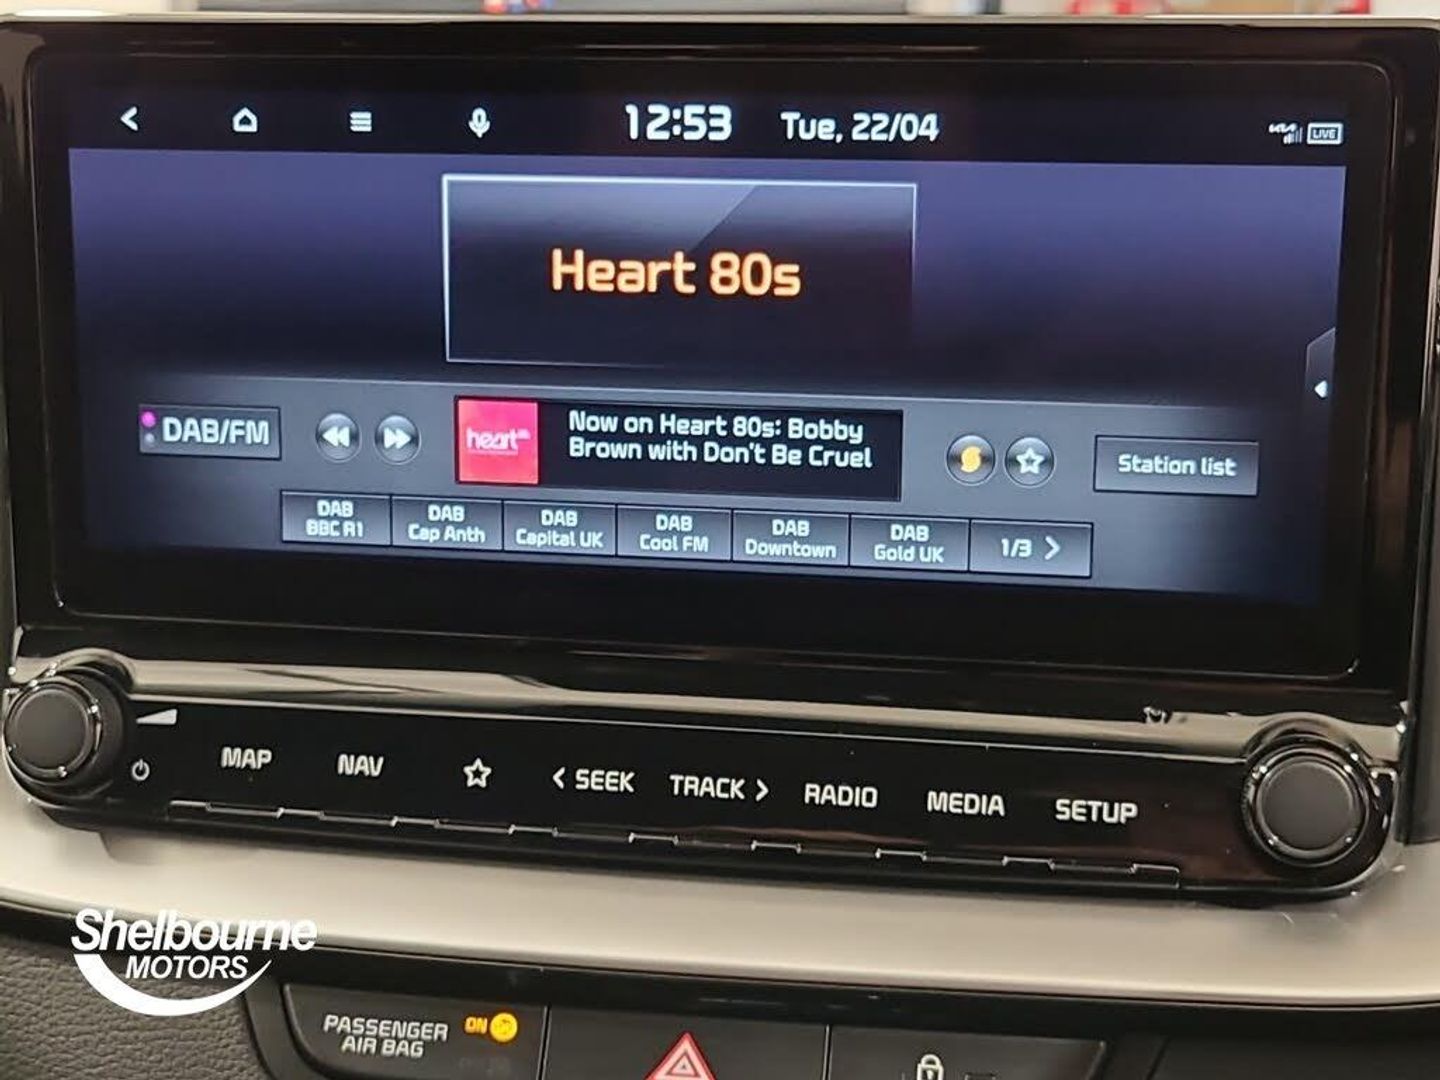 12:53 Tue, 22/04
LIVE
Heart 80s
DAB/FM
heart
Now on Heart 80s: Bobby
Brown with Don't Be Cruel
Station list
DAB
BBC R1
DAB
Cap Anth
DAB
Capital UK
DAB
Cool FM
DAB
Downtown
DAB
Gold UK
1/3 >
MAP
NAV
< SEEK
TRACK >
RADIO
MEDIA
SETUP
Shelbourne
MOTORS
PASSENGER
AIR BAG
ON